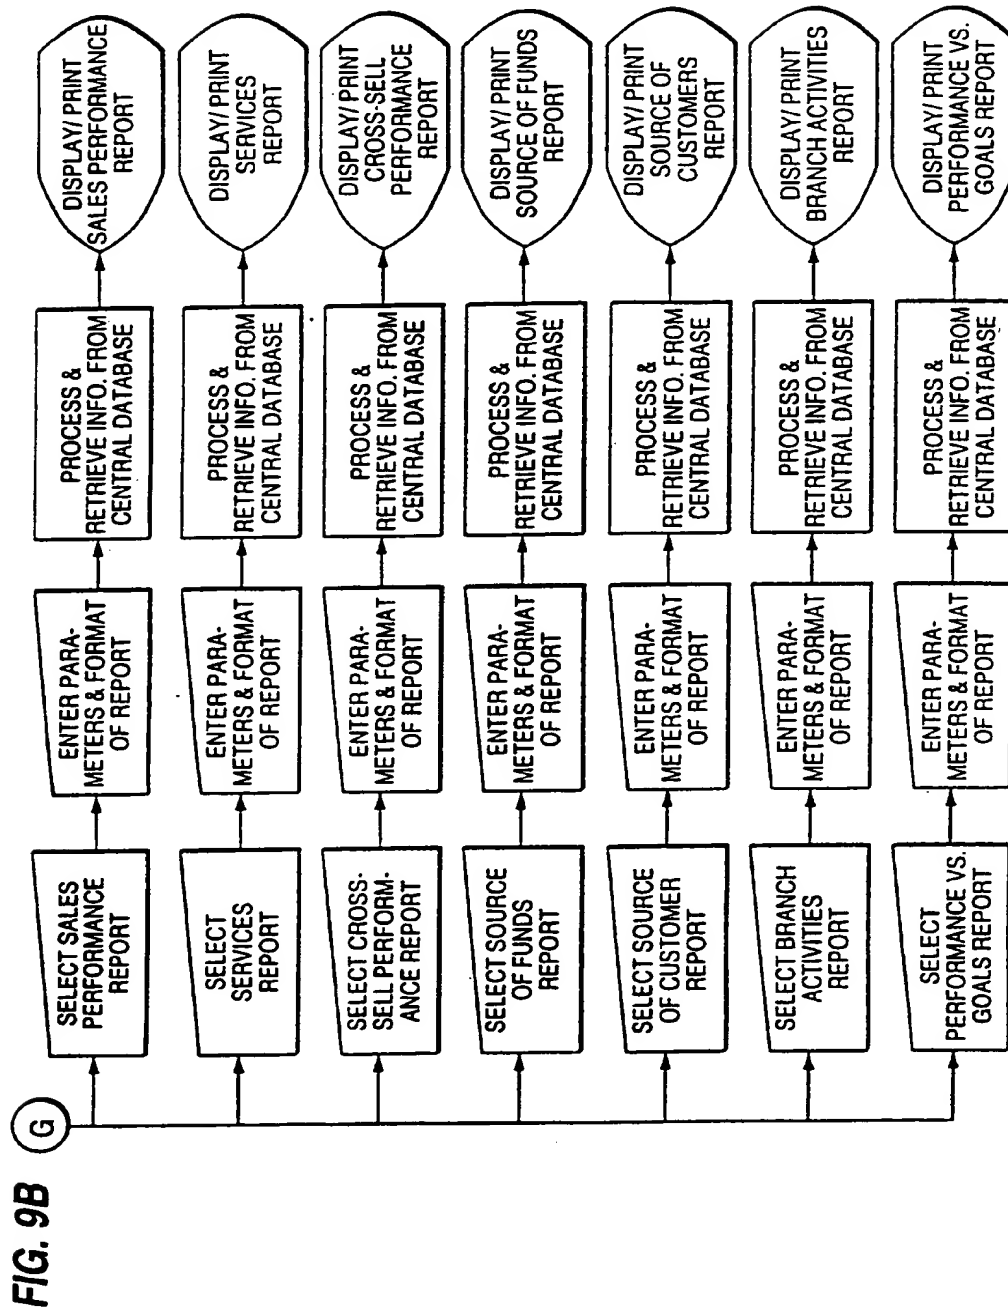 FIG. 9B
G
SELECT SALES
PERFORMANCE
REPORT
ENTER PARA-
METERS & FORMAT
OF REPORT
PROCESS &
RETRIEVE INFO. FROM
CENTRAL DATABASE
DISPLAY/ PRINT
SALES PERFORMANCE
REPORT
SELECT
SERVICES
REPORT
ENTER PARA-
METERS & FORMAT
OF REPORT
PROCESS &
RETRIEVE INFO. FROM
CENTRAL DATABASE
DISPLAY/ PRINT
SERVICES
REPORT
SELECT CROSS-
SELL PERFORM-
ANCE REPORT
ENTER PARA-
METERS & FORMAT
OF REPORT
PROCESS &
RETRIEVE INFO. FROM
CENTRAL DATABASE
DISPLAY/ PRINT
CROSS-SELL
PERFORMANCE
REPORT
SELECT SOURCE
OF FUNDS
REPORT
ENTER PARA-
METERS & FORMAT
OF REPORT
PROCESS &
RETRIEVE INFO. FROM
CENTRAL DATABASE
DISPLAY/ PRINT
SOURCE OF FUNDS
REPORT
SELECT SOURCE
OF CUSTOMER
REPORT
ENTER PARA-
METERS & FORMAT
OF REPORT
PROCESS &
RETRIEVE INFO. FROM
CENTRAL DATABASE
DISPLAY/ PRINT
SOURCE OF
CUSTOMERS
REPORT
SELECT BRANCH
ACTIVITIES
REPORT
ENTER PARA-
METERS & FORMAT
OF REPORT
PROCESS &
RETRIEVE INFO. FROM
CENTRAL DATABASE
DISPLAY/ PRINT
BRANCH ACTIVITIES
REPORT
SELECT
PERFORMANCE VS.
GOALS REPORT
ENTER PARA-
METERS & FORMAT
OF REPORT
PROCESS &
RETRIEVE INFO. FROM
CENTRAL DATABASE
DISPLAY/ PRINT
PERFORMANCE VS.
GOALS REPORT